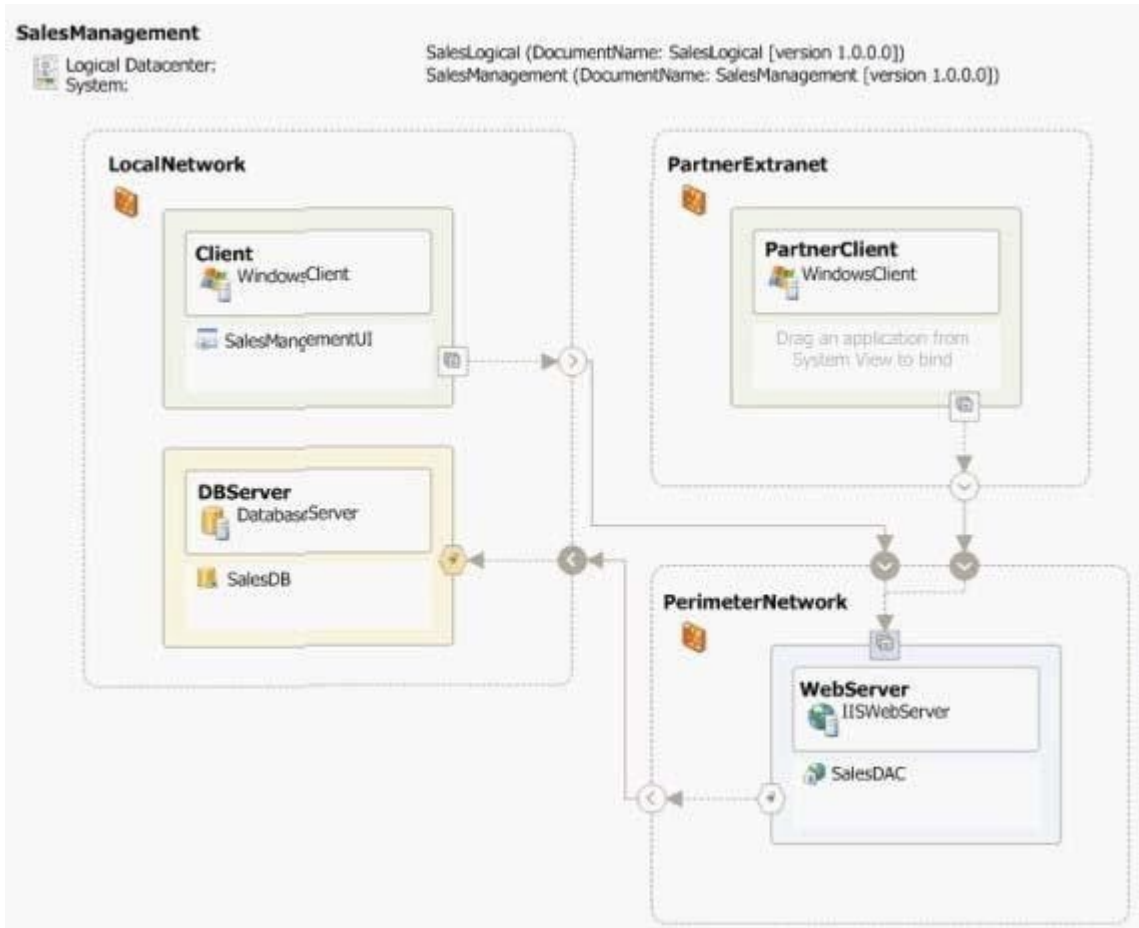 SalesManagement
Logical Datacenter:
System:
SalesLogical (DocumentName: SalesLogical [version 1.0.0.0])
SalesManagement (DocumentName: SalesManagement [version 1.0.0.0])
LocalNetwork
Client
WindowsClient
SalesMangementUI
DBServer
DatabaseServer
SalesDB
PartnerExtranet
PartnerClient
WindowsClient
Drag an application from
System View to bind
PerimeterNetwork
WebServer
IISWebServer
SalesDAC